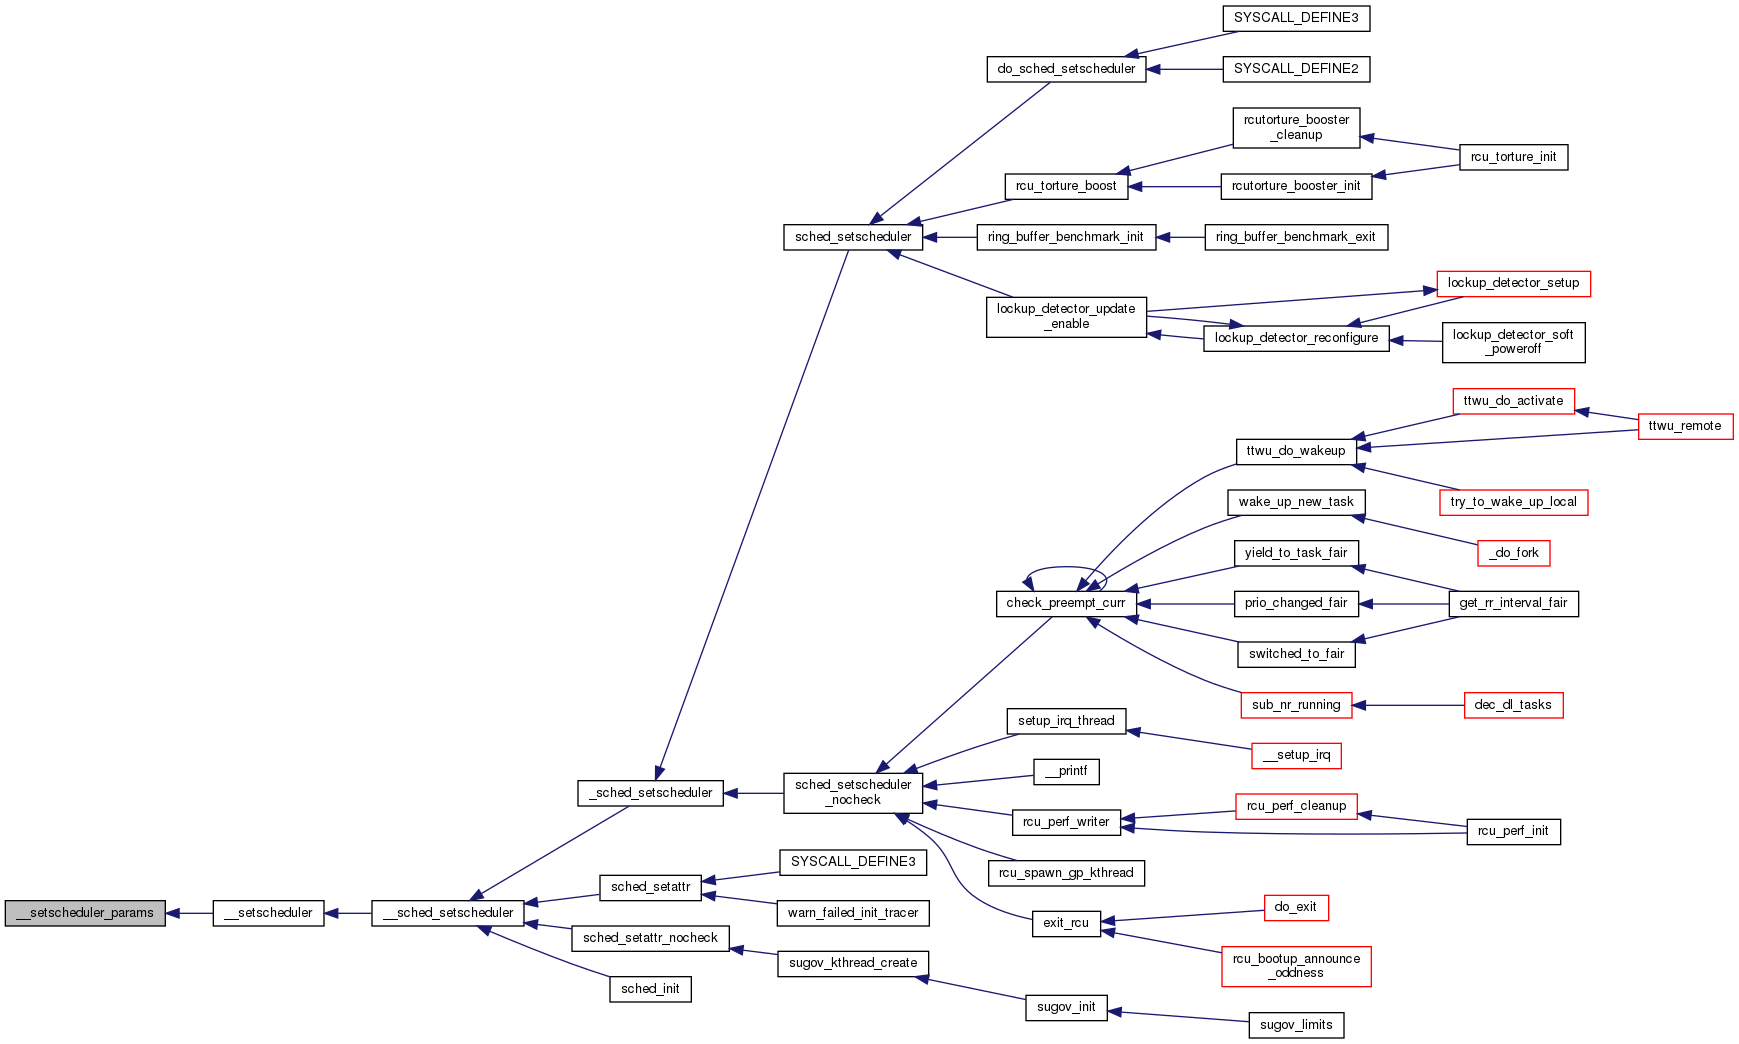 SYSCALL_DEFINE3
do_sched_setscheduler
SYSCALL_DEFINE2
rcutorture_booster
_cleanup
rcu_torture_init
rcu_torture_boost
rcutorture_booster_init
sched_setscheduler
ring_buffer_benchmark_init
ring_buffer_benchmark_exit
lockup_detector_setup
lockup_detector_update
_enable
lockup_detector_reconfigure
lockup_detector_soft
_poweroff
ttwu_do_activate
ttwu_remote
ttwu_do_wakeup
try_to_wake_up_local
wake_up_new_task
_do_fork
yield_to_task_fair
check_preempt_curr
prio_changed_fair
get_rr_interval_fair
switched_to_fair
sub_nr_running
dec_dl_tasks
setup_irq_thread
__setup_irq
__printf
_sched_setscheduler
sched_setscheduler
_nocheck
rcu_perf_cleanup
rcu_perf_writer
rcu_perf_init
SYSCALL_DEFINE3
rcu_spawn_gp_kthread
sched_setattr
__setscheduler_params
__setscheduler
__sched_setscheduler
warn_failed_init_tracer
do_exit
exit_rcu
sched_setattr_nocheck
sugov_kthread_create
rcu_bootup_announce
_oddness
sched_init
sugov_init
sugov_limits